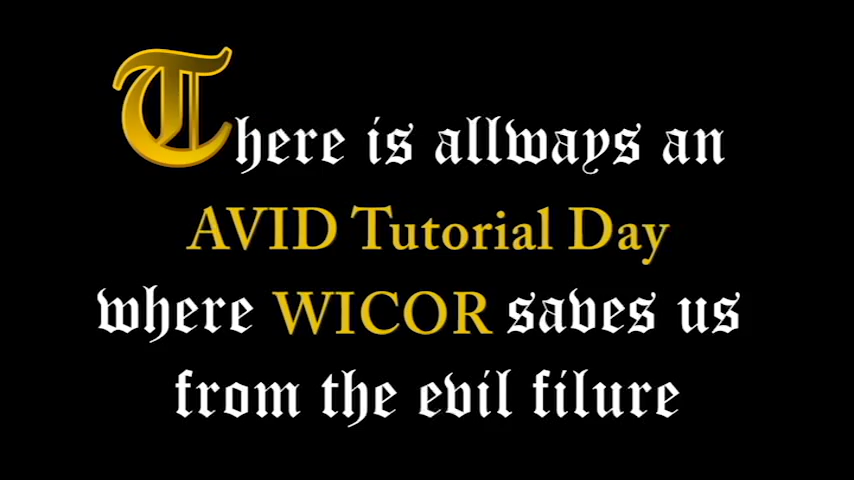 There is allways an
AVID Tutorial Day
where WICOR saves us
from the evil filure